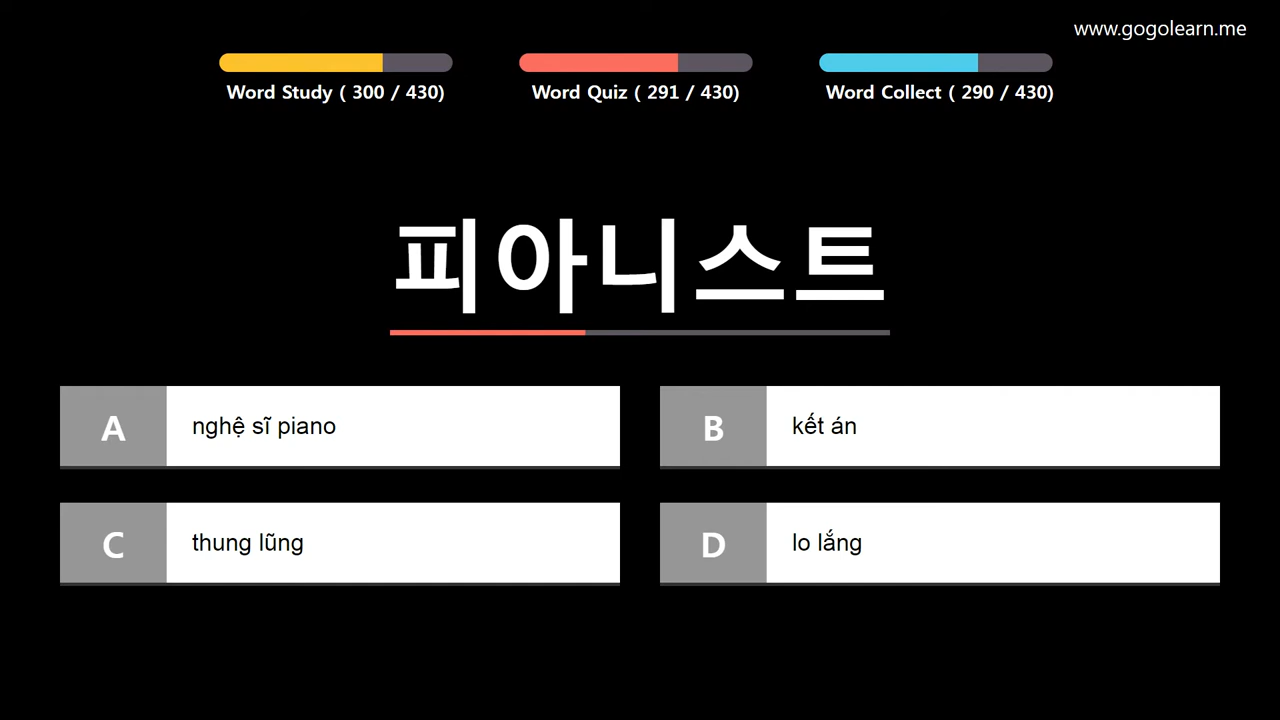 www.gogolearn.me
Word Study ( 300 / 430)
Word Quiz ( 291 / 430)
Word Collect ( 290 / 430)
피아니스트
A nghệ sĩ piano
B kết án
C thung lũng
D lo lắng